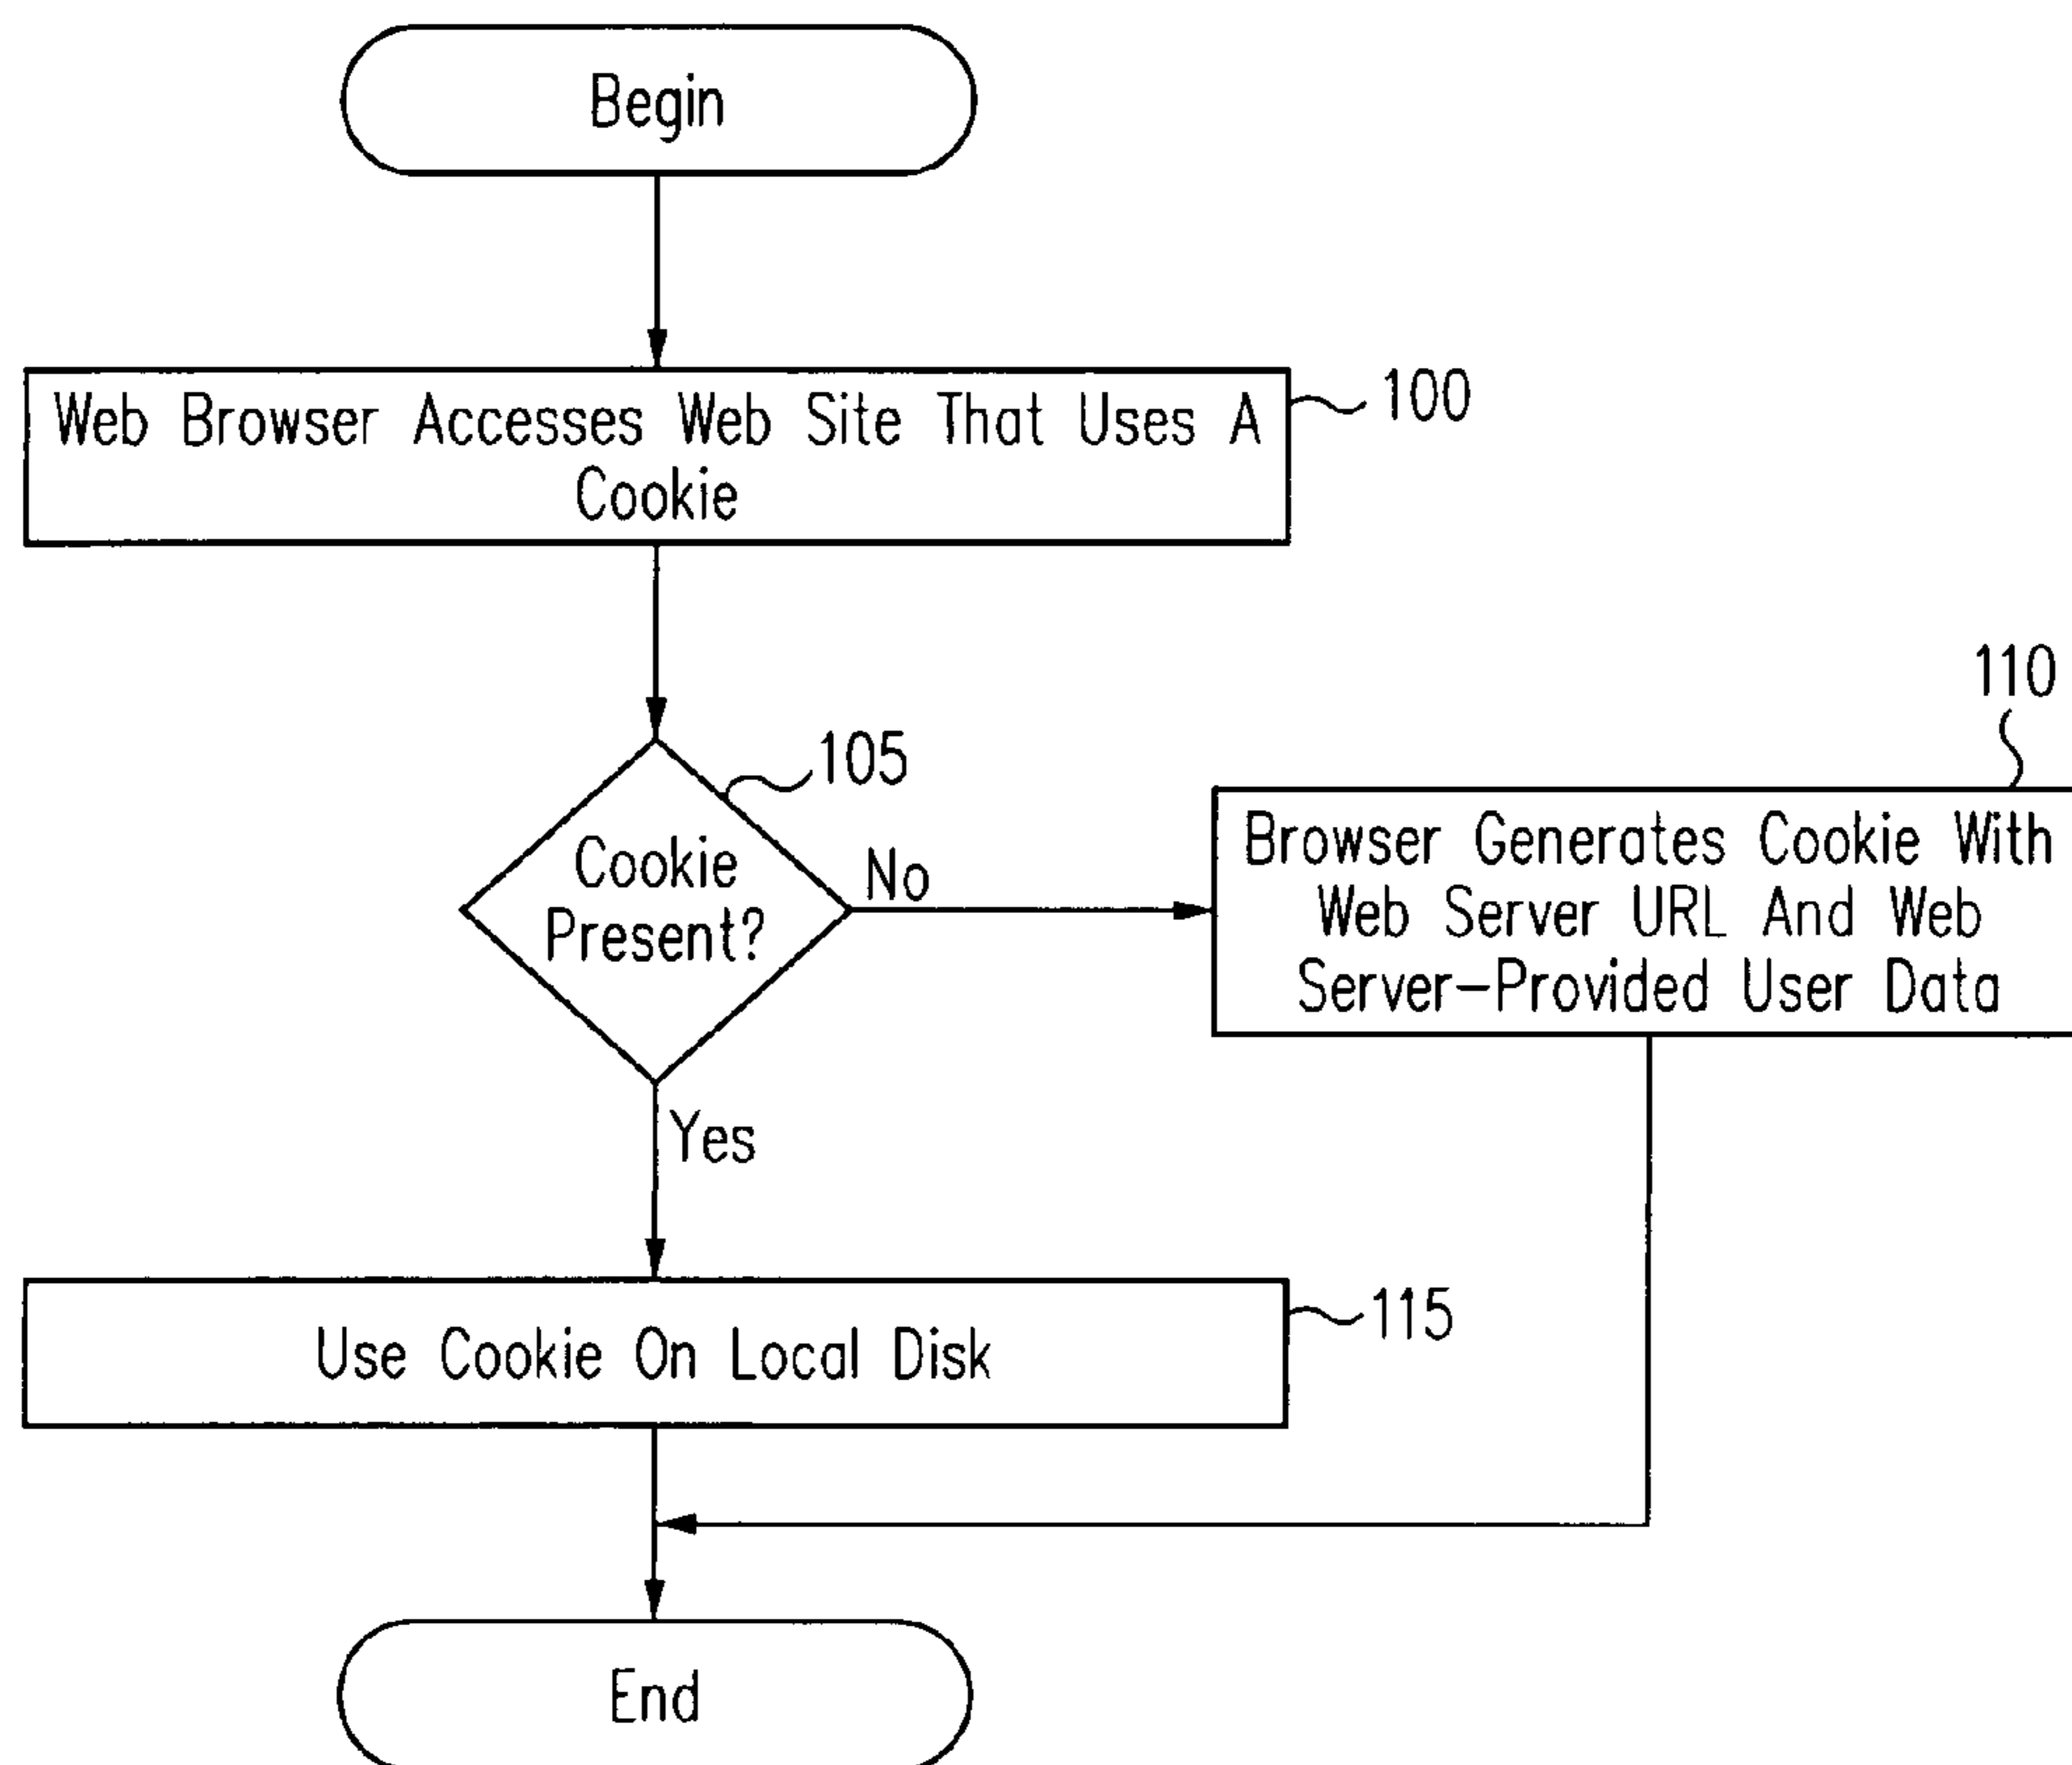 Begin
Web Browser Accesses Web Site That Uses A
Cookie
100
105
Cookie
Present?
No
110
Browser Generates Cookie With
Web Server URL And Web
Server-Provided User Data
Yes
Use Cookie On Local Disk
115
End